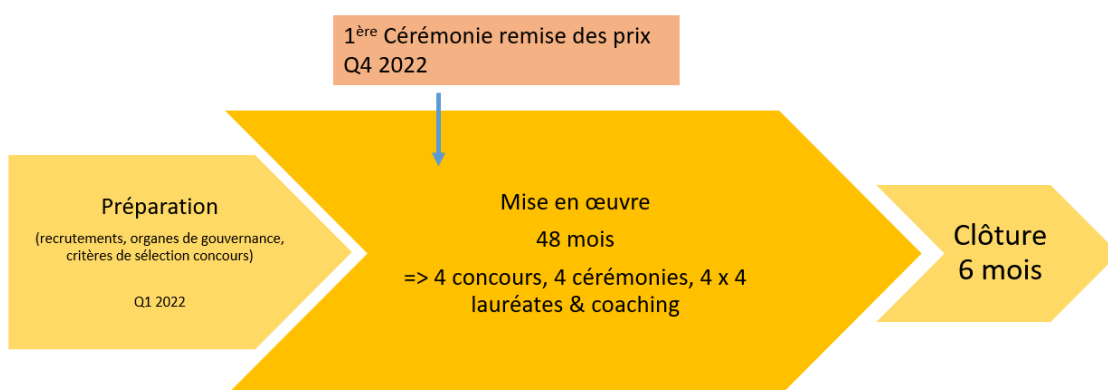 1ère Cérémonie remise des prix
Q4 2022
Préparation
(recrutements, organes de gouvernance,
critères de sélection concours)
Q1 2022
Mise en œuvre
48 mois
=> 4 concours, 4 cérémonies, 4 x 4
lauréates & coaching
Clôture
6 mois